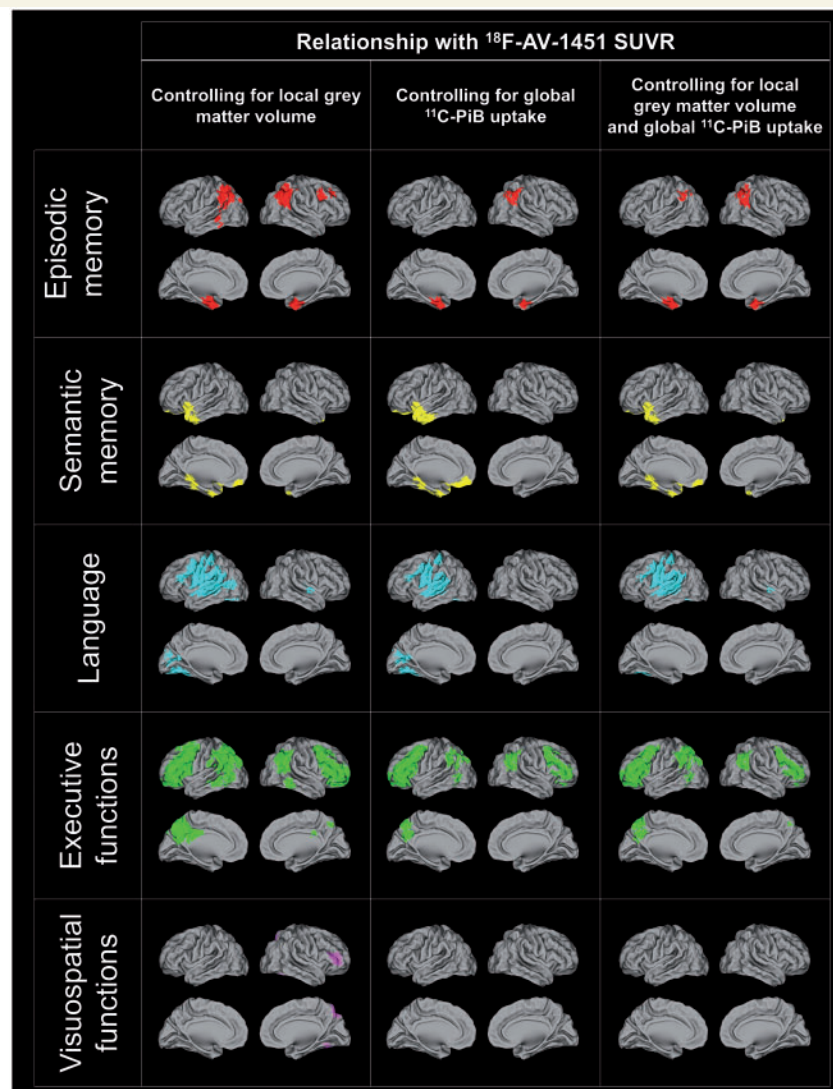 Relationship with ¹⁸F-AV-1451 SUVR
Controlling for local grey
matter volume
Controlling for global
¹¹C-PiB uptake
Controlling for local
grey matter volume
and global ¹¹C-PiB uptake
Episodic
memory
Semantic
memory
Language
Executive
functions
Visuospatial
functions